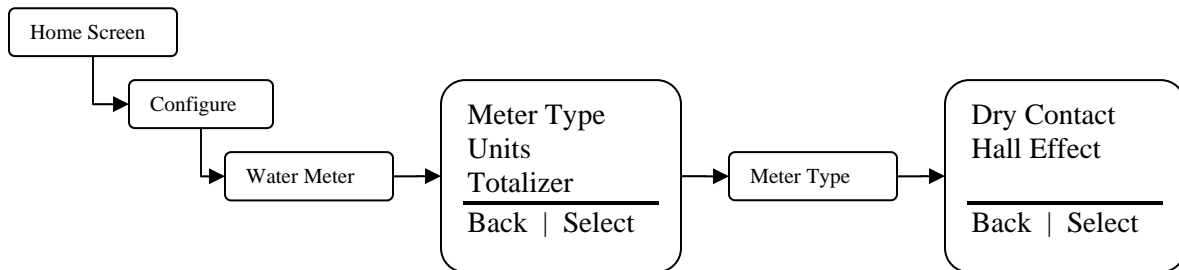 Home Screen
Configure
Water Meter
Meter Type
Units
Totalizer
Back | Select
Meter Type
Dry Contact
Hall Effect
Back | Select